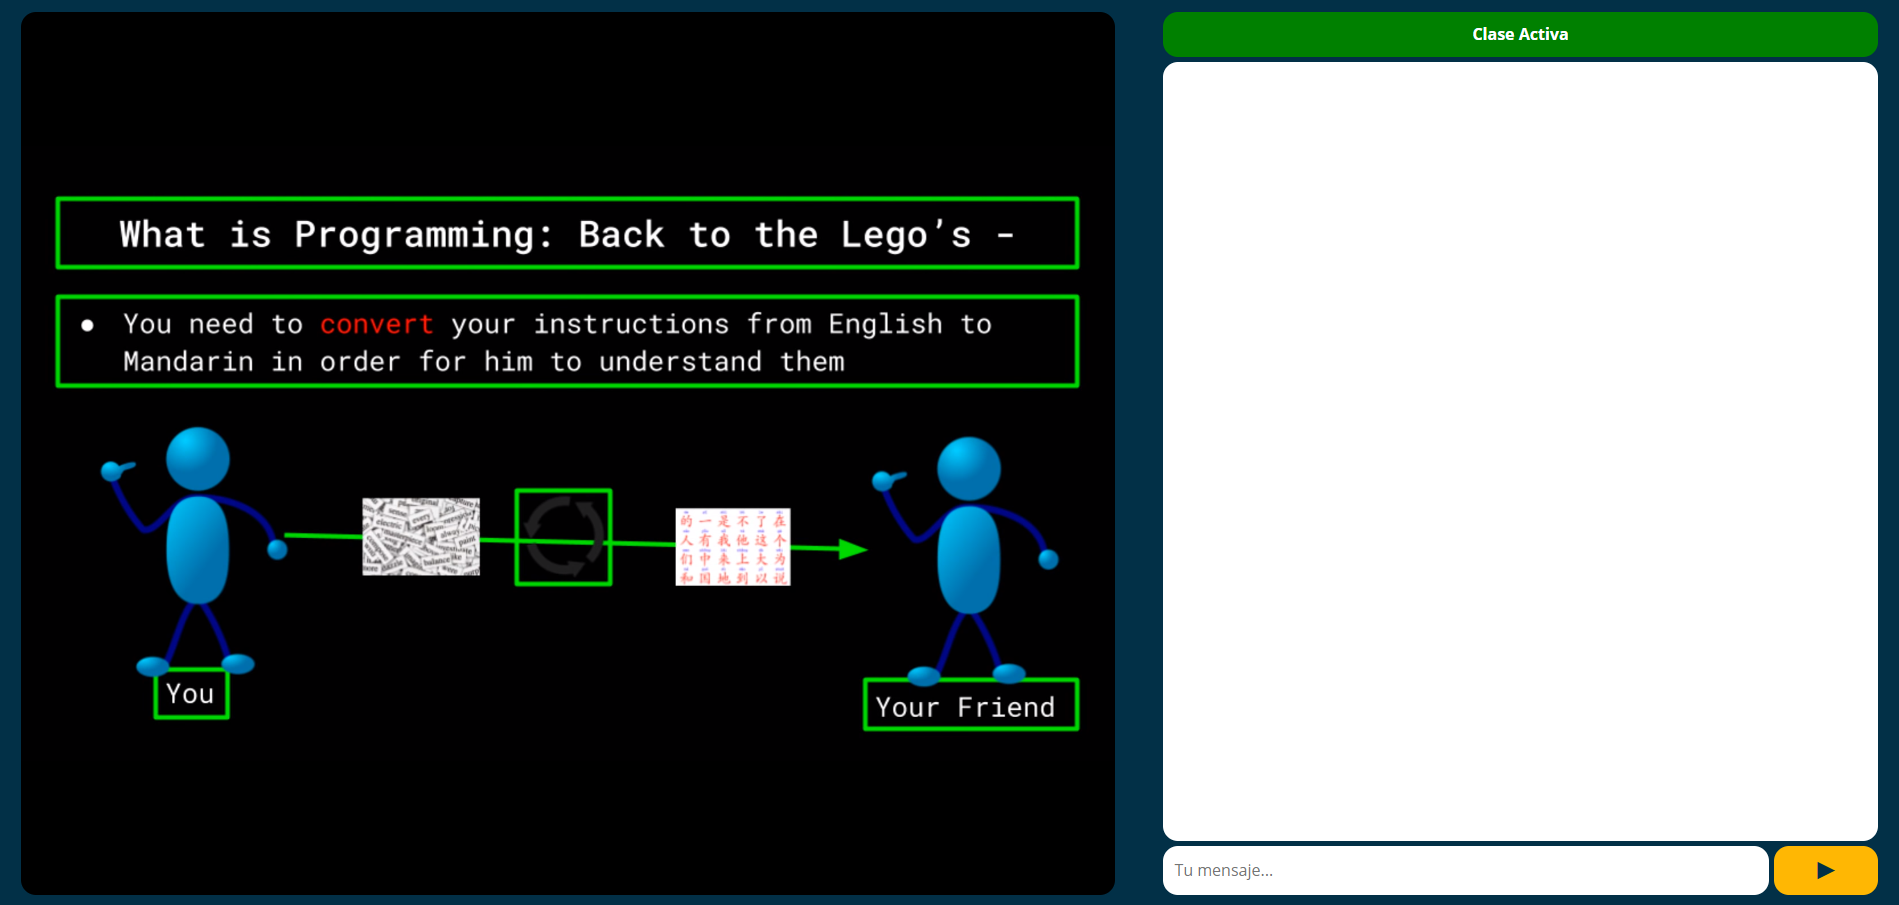 What is Programming: Back to the Lego's -
● You need to convert your instructions from English to
Mandarin in order for him to understand them
的一是不了在
人有我他这个
们中来上大为
和国地到以说
You
Your Friend
Clase Activa
Tu mensaje...